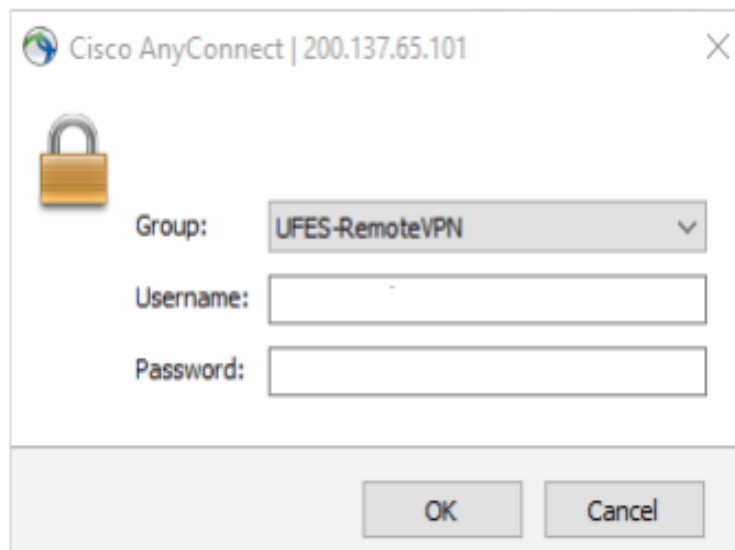 Cisco AnyConnect | 200.137.65.101
Group: UFES-RemoteVPN
Username:
Password:
OK Cancel